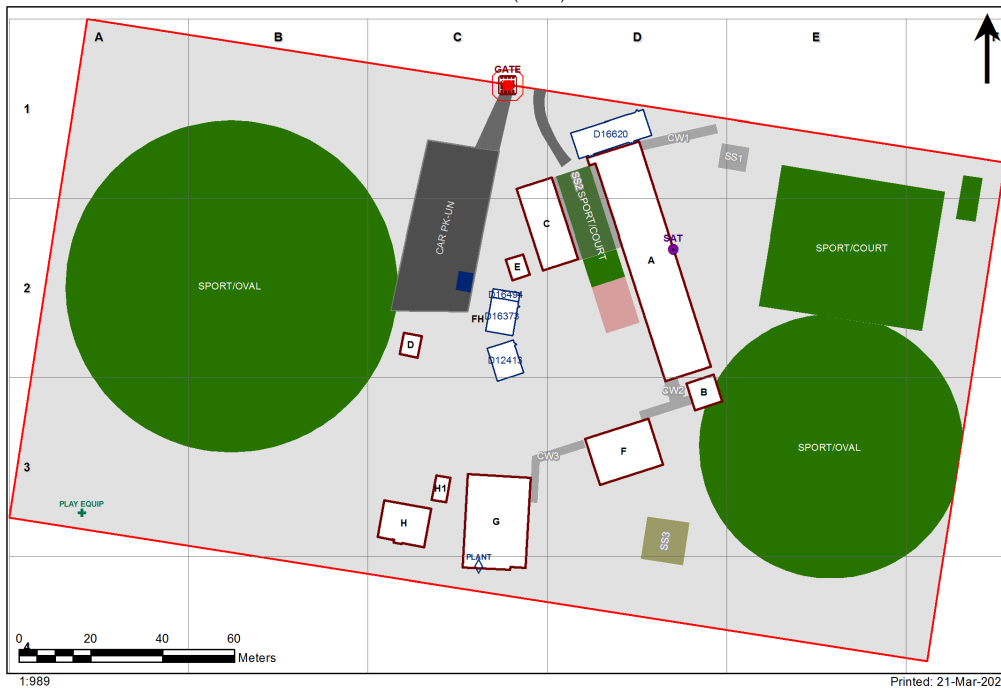 A
B
C
D
E
F
GATE
1
D16620
CW1
SS1
SS2
SPORT/COURT
CAR PK-UN
C
SAT
SPORT/COURT
A
E
2
SPORT/OVAL
D16494
FH
D16373
D
D12413
B
CW2
SPORT/OVAL
F
CW3
3
H1
PLAY EQUIP
H
G
SS3
PLANT
4
0 20 40 60
Meters
1:989
Printed: 21-Mar-202